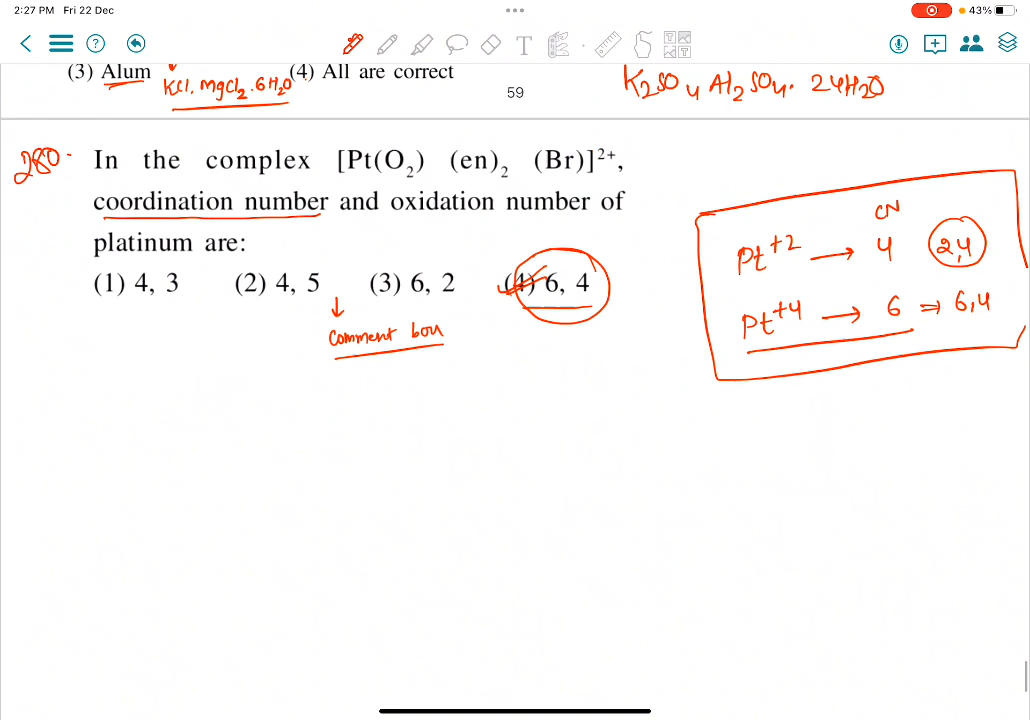 2:27 PM Fri 22 Dec
43%
T
(3) Alum
KCl. MgCl₂. 6H₂O
(4) All are correct
59
K₂SO₄ Al₂ SO₄. 24H₂O
280.
In the complex [Pt(O₂) (en)₂ (Br)]²⁺,
coordination number and oxidation number of
platinum are:
(1) 4, 3 (2) 4, 5 (3) 6, 2 (4) 6, 4
↓
Comment bou
CN
Pt⁺² → 4 2,4
Pt⁺⁴ → 6 ⇒ 6,4